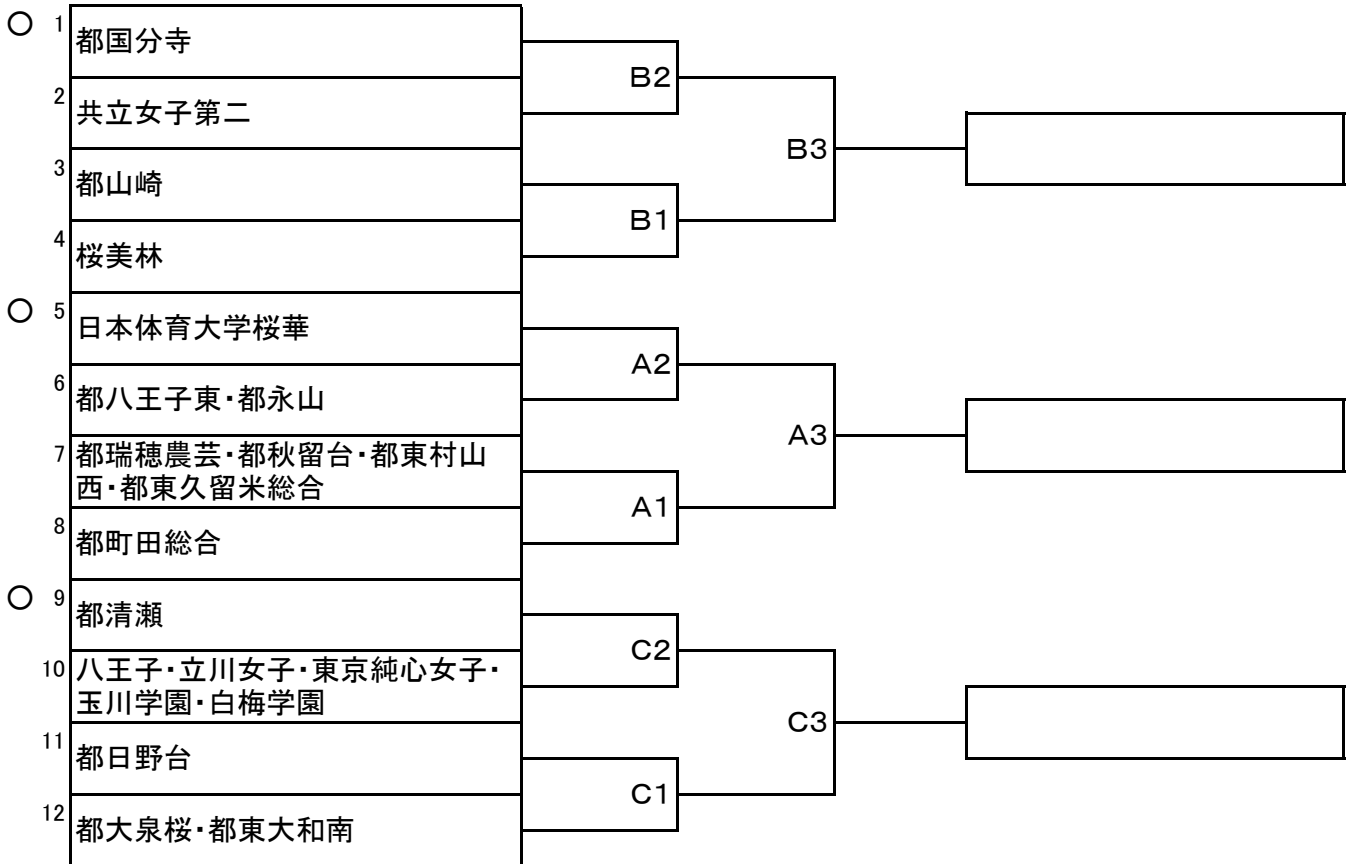 ○ 1 都国分寺
2 共立女子第二
B2
B3
3 都山崎
4 桜美林
B1
○ 5 日本体育大学桜華
6 都八王子東・都永山
A2
A3
7 都瑞穂農芸・都秋留台・都東村山
西・都東久留米総合
8 都町田総合
A1
○ 9 都清瀬
10 八王子・立川女子・東京純心女子・
玉川学園・白梅学園
C2
C3
11 都日野台
12 都大泉桜・都東大和南
C1